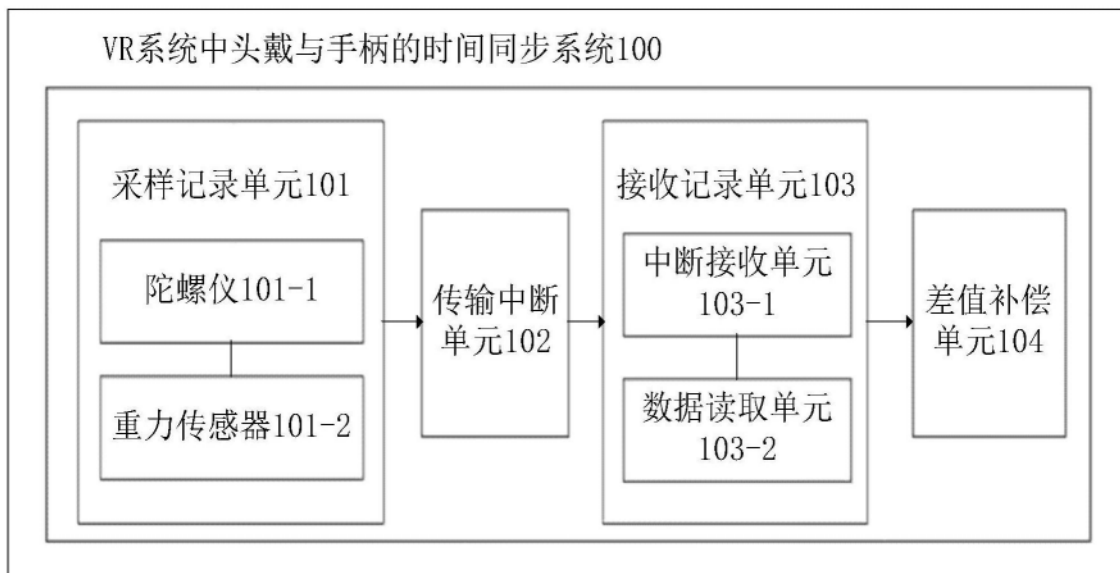 VR系统中头戴与手柄的时间同步系统100
采样记录单元101
陀螺仪101-1
重力传感器101-2
传输中断
单元102
接收记录单元103
中断接收单元
103-1
数据读取单元
103-2
差值补偿
单元104